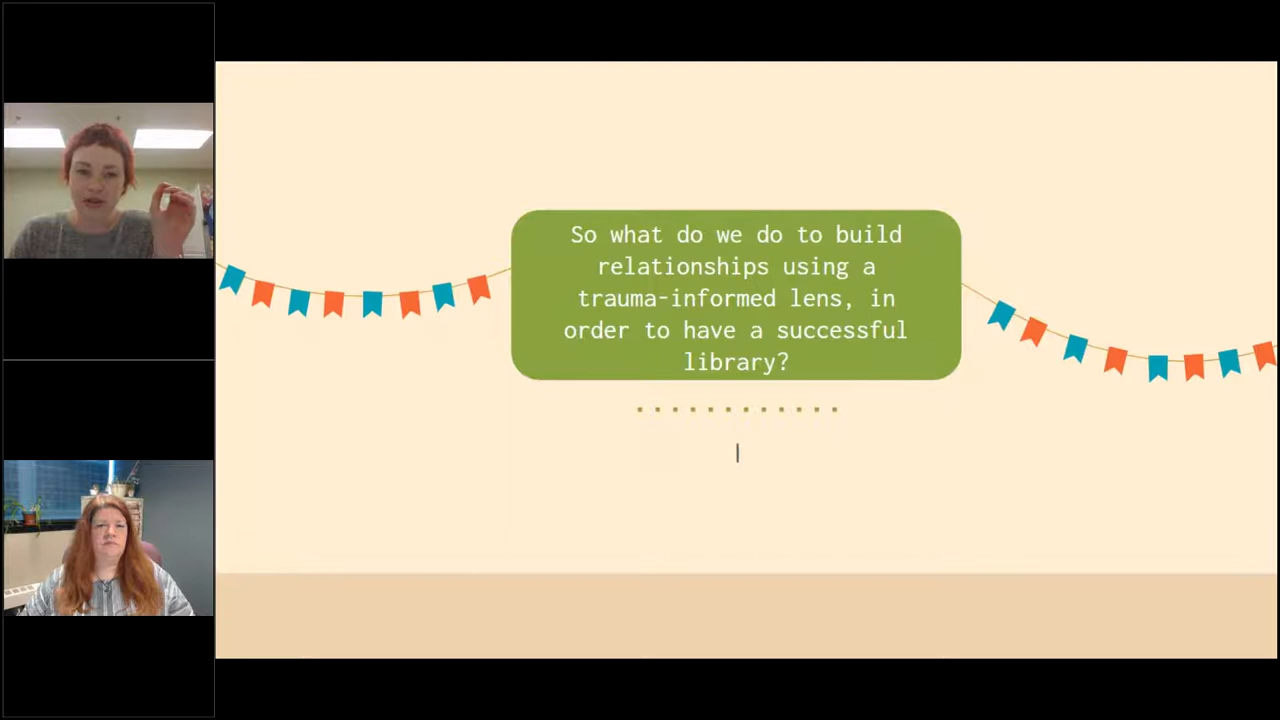 So what do we do to build
relationships using a
trauma-informed lens, in
order to have a successful
library?